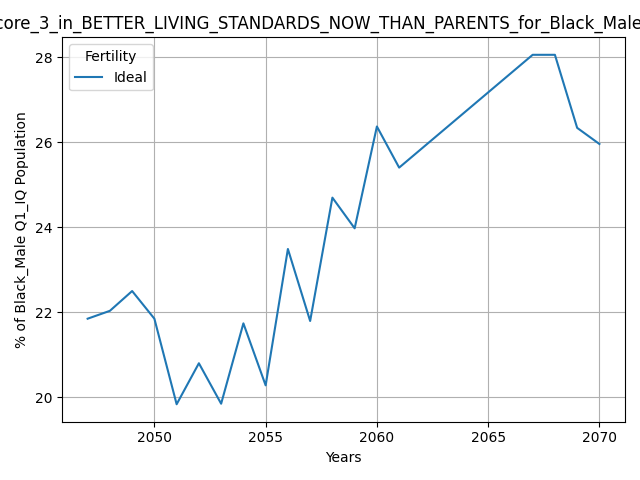 core_3_in_BETTER_LIVING_STANDARDS_NOW_THAN_PARENTS_for_Black_Male
Fertility
Ideal
28
26
24
22
20
% of Black_Male Q1_IQ Population
2050 2055 2060 2065 2070
Years